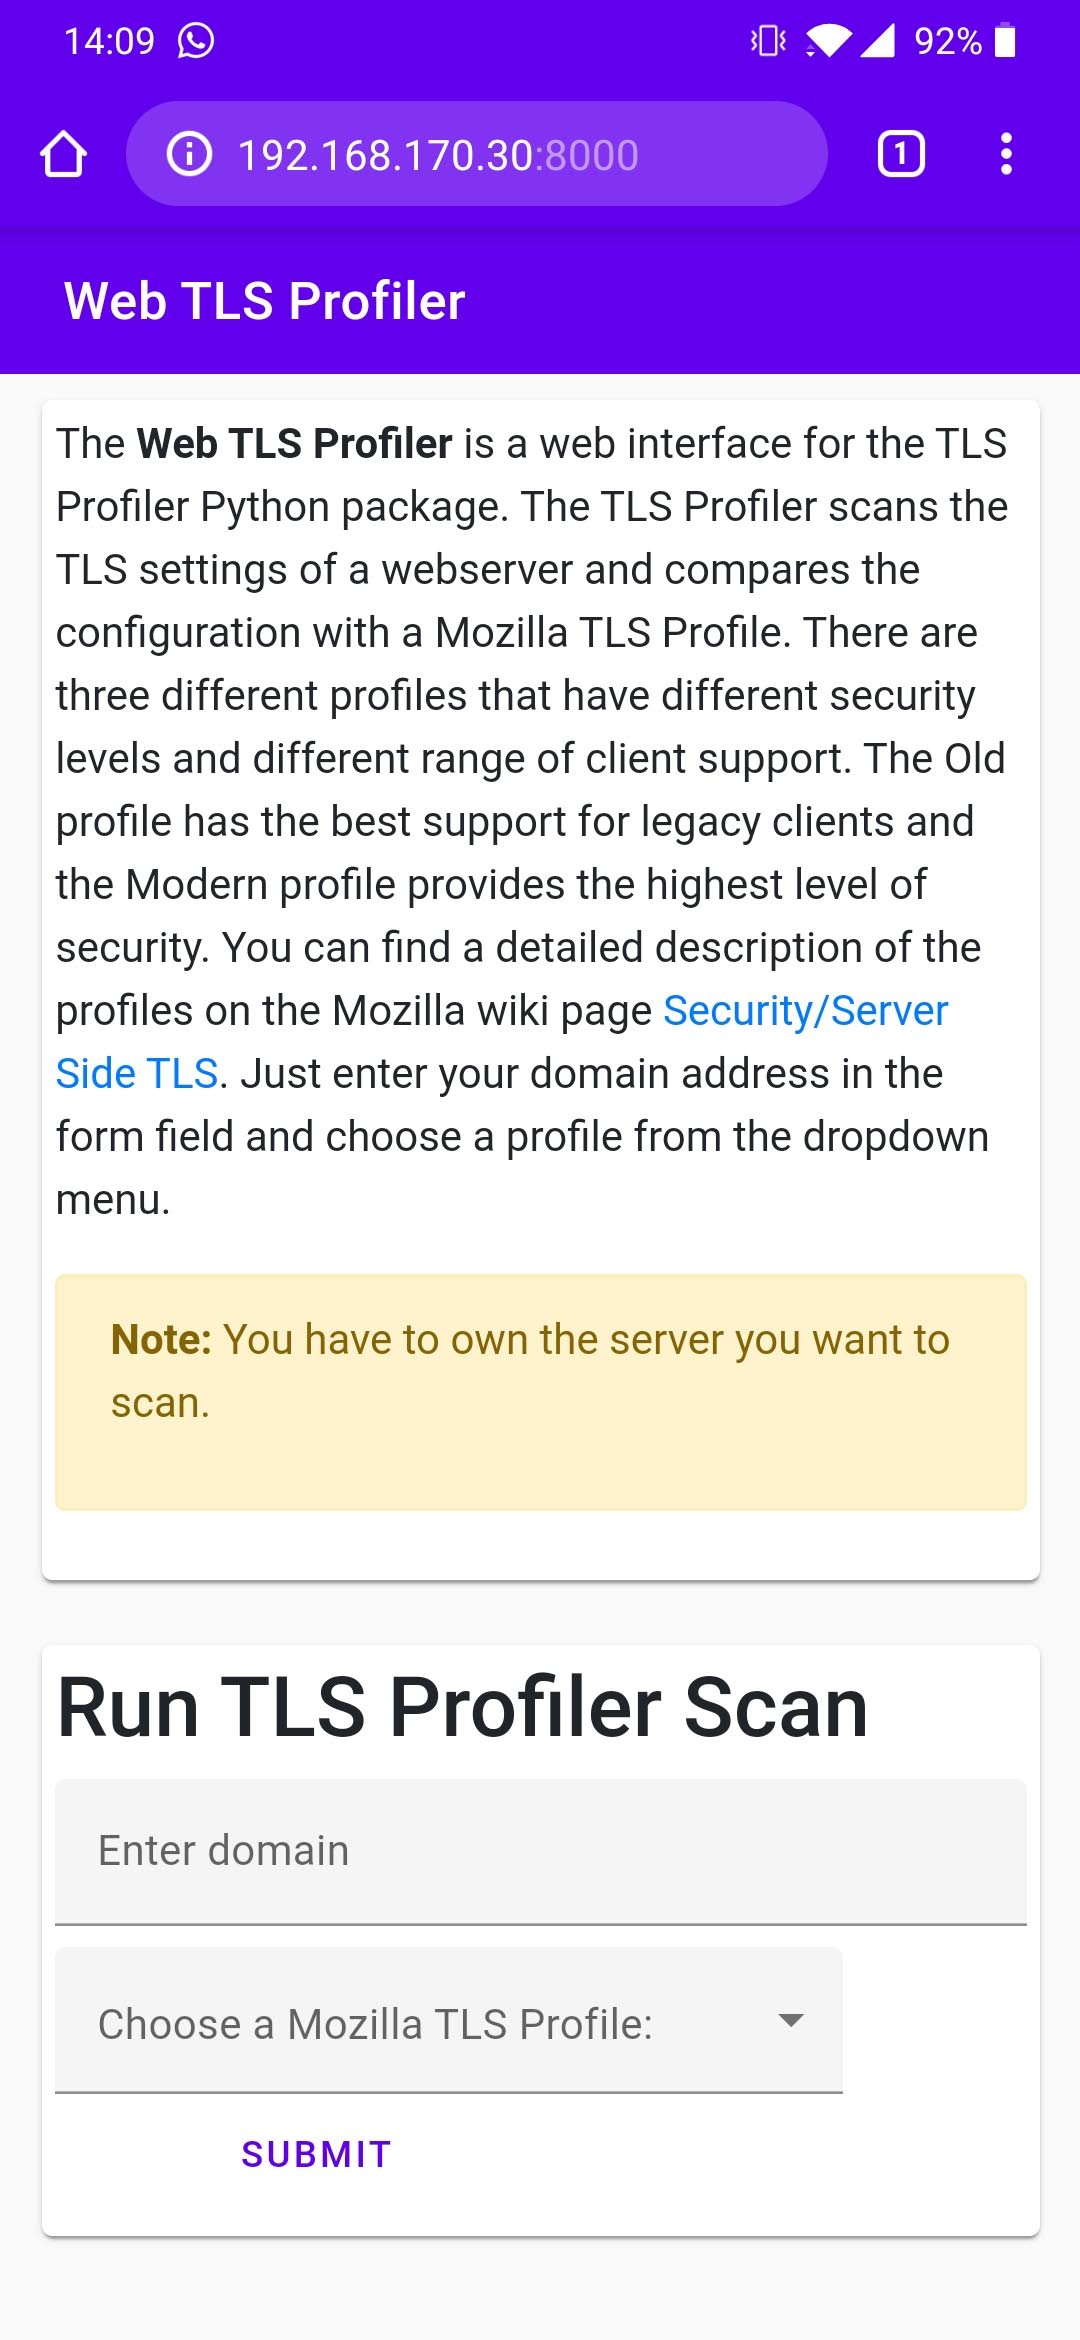 14:09
92%
192.168.170.30:8000
1
Web TLS Profiler
The Web TLS Profiler is a web interface for the TLS
Profiler Python package. The TLS Profiler scans the
TLS settings of a webserver and compares the
configuration with a Mozilla TLS Profile. There are
three different profiles that have different security
levels and different range of client support. The Old
profile has the best support for legacy clients and
the Modern profile provides the highest level of
security. You can find a detailed description of the
profiles on the Mozilla wiki page Security/Server
Side TLS. Just enter your domain address in the
form field and choose a profile from the dropdown
menu.
Note: You have to own the server you want to
scan.
Run TLS Profiler Scan
Enter domain
Choose a Mozilla TLS Profile:
SUBMIT